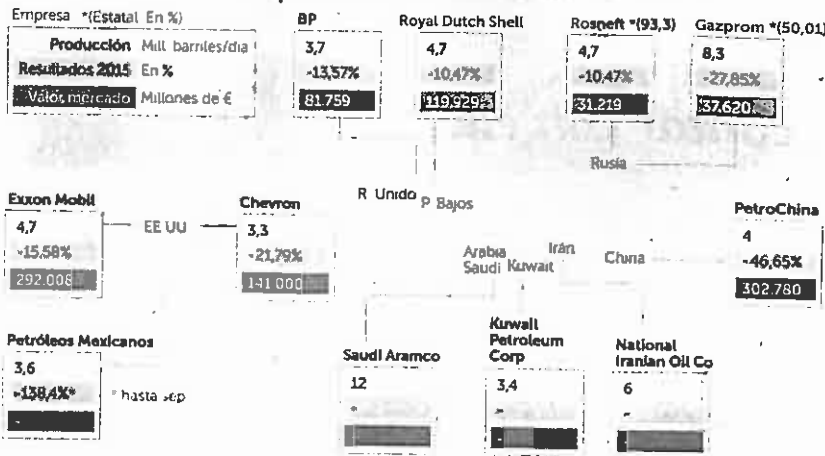 Empresa *(Estatal En %)
Producción Mill barriles/día
Resultados 2015 En %
Valor mercado Millones de €
BP
3,7
-13,57%
81.759
Royal Dutch Shell
4,7
-10,47%
119.929
Rosneft *(93,3)
4,7
-10,47%
31.219
Gazprom *(50,01)
8,3
-27,85%
37.620
R Unido
P Bajos
Rusia
Exxon Mobil
4,7
-15,58%
292.008
EE UU
Chevron
3,3
-21,79%
141 000
Arabia
Saudi
Kuwait
Irán
China
PetroChina
4
-46,65%
302.780
Petróleos Mexicanos
3,6
-138,4%*
-
* hasta sep
Saudi Aramco
12
-
Kuwait
Petroleum
Corp
3,4
-
-
National
Iranian Oil Co
6
-
-